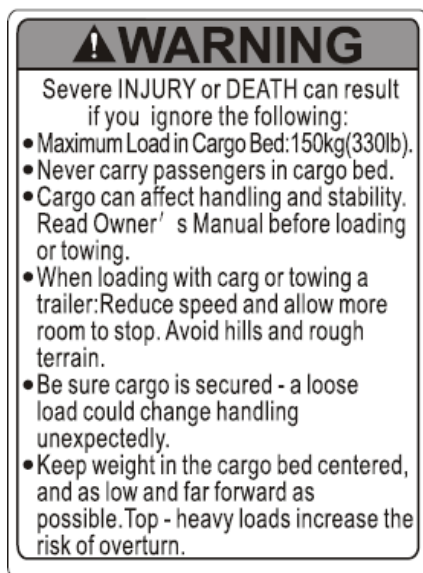 WARNING
Severe INJURY or DEATH can result
if you ignore the following:
•Maximum Load in Cargo Bed:150kg(330lb).
•Never carry passengers in cargo bed.
•Cargo can affect handling and stability.
Read Owner′ s Manual before loading
or towing.
•When loading with carg or towing a
trailer:Reduce speed and allow more
room to stop. Avoid hills and rough
terrain.
•Be sure cargo is secured - a loose
load could change handling
unexpectedly.
•Keep weight in the cargo bed centered,
and as low and far forward as
possible.Top - heavy loads increase the
risk of overturn.